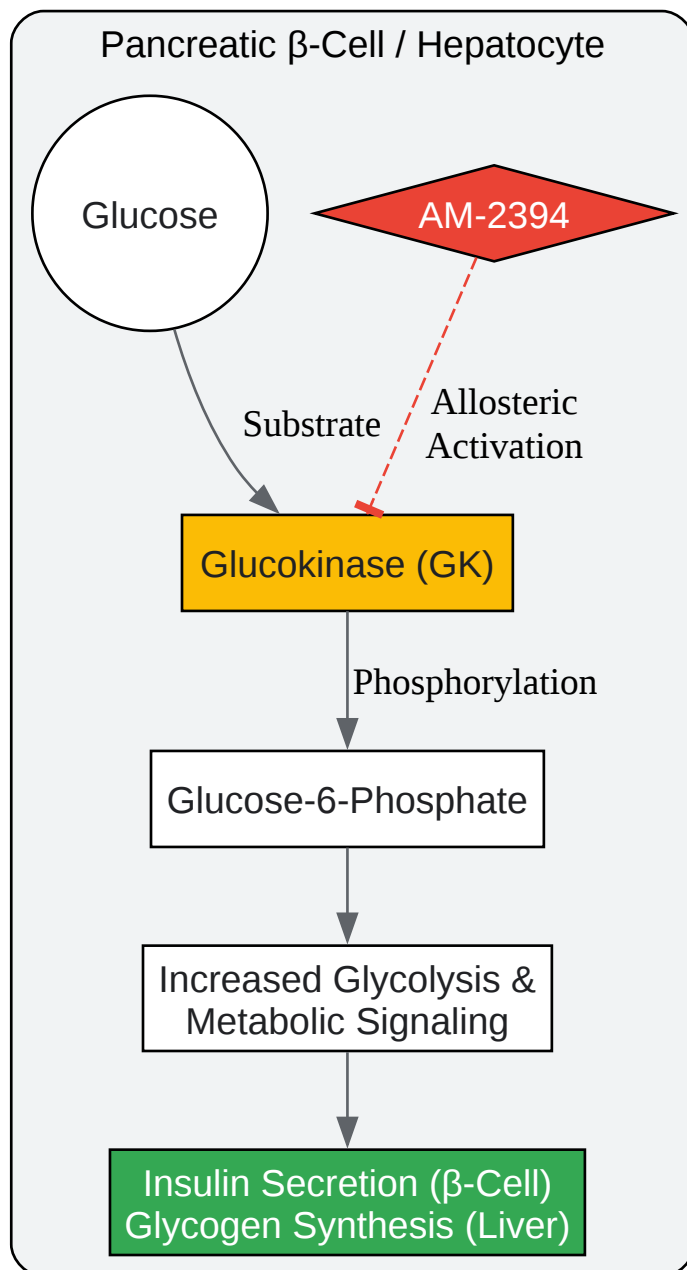 Pancreatic β-Cell / Hepatocyte
Glucose
AM-2394
Substrate
Allosteric
Activation
Glucokinase (GK)
Phosphorylation
Glucose-6-Phosphate
Increased Glycolysis &
Metabolic Signaling
Insulin Secretion (β-Cell)
Glycogen Synthesis (Liver)